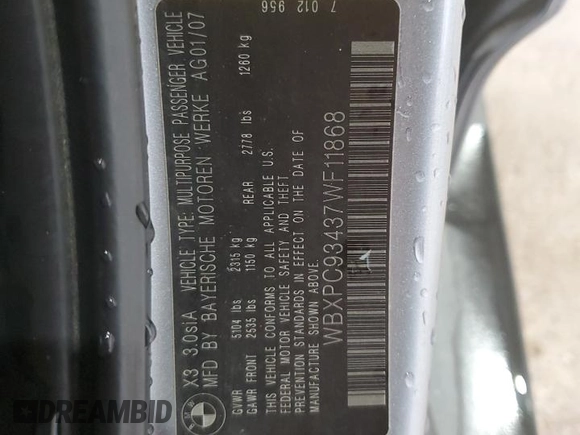 X3 3.0siA VEHICLE TYPE: MULTIPURPOSE PASSENGER VEHICLE
MFD BY BAYERISCHE MOTOREN WERKE AG01/07
GVWR 5104 lbs 2315 kg
GAWR FRONT 2535 lbs 1150 kg REAR 2778 lbs 1260 kg
THIS VEHICLE CONFORMS TO ALL APPLICABLE U.S.
FEDERAL MOTOR VEHICLE SAFETY AND THEFT
PREVENTION STANDARDS IN EFFECT ON THE DATE OF
MANUFACTURE SHOWN ABOVE.
WBXPC93437WF11868
7 012 956
BMW
DREAMBID